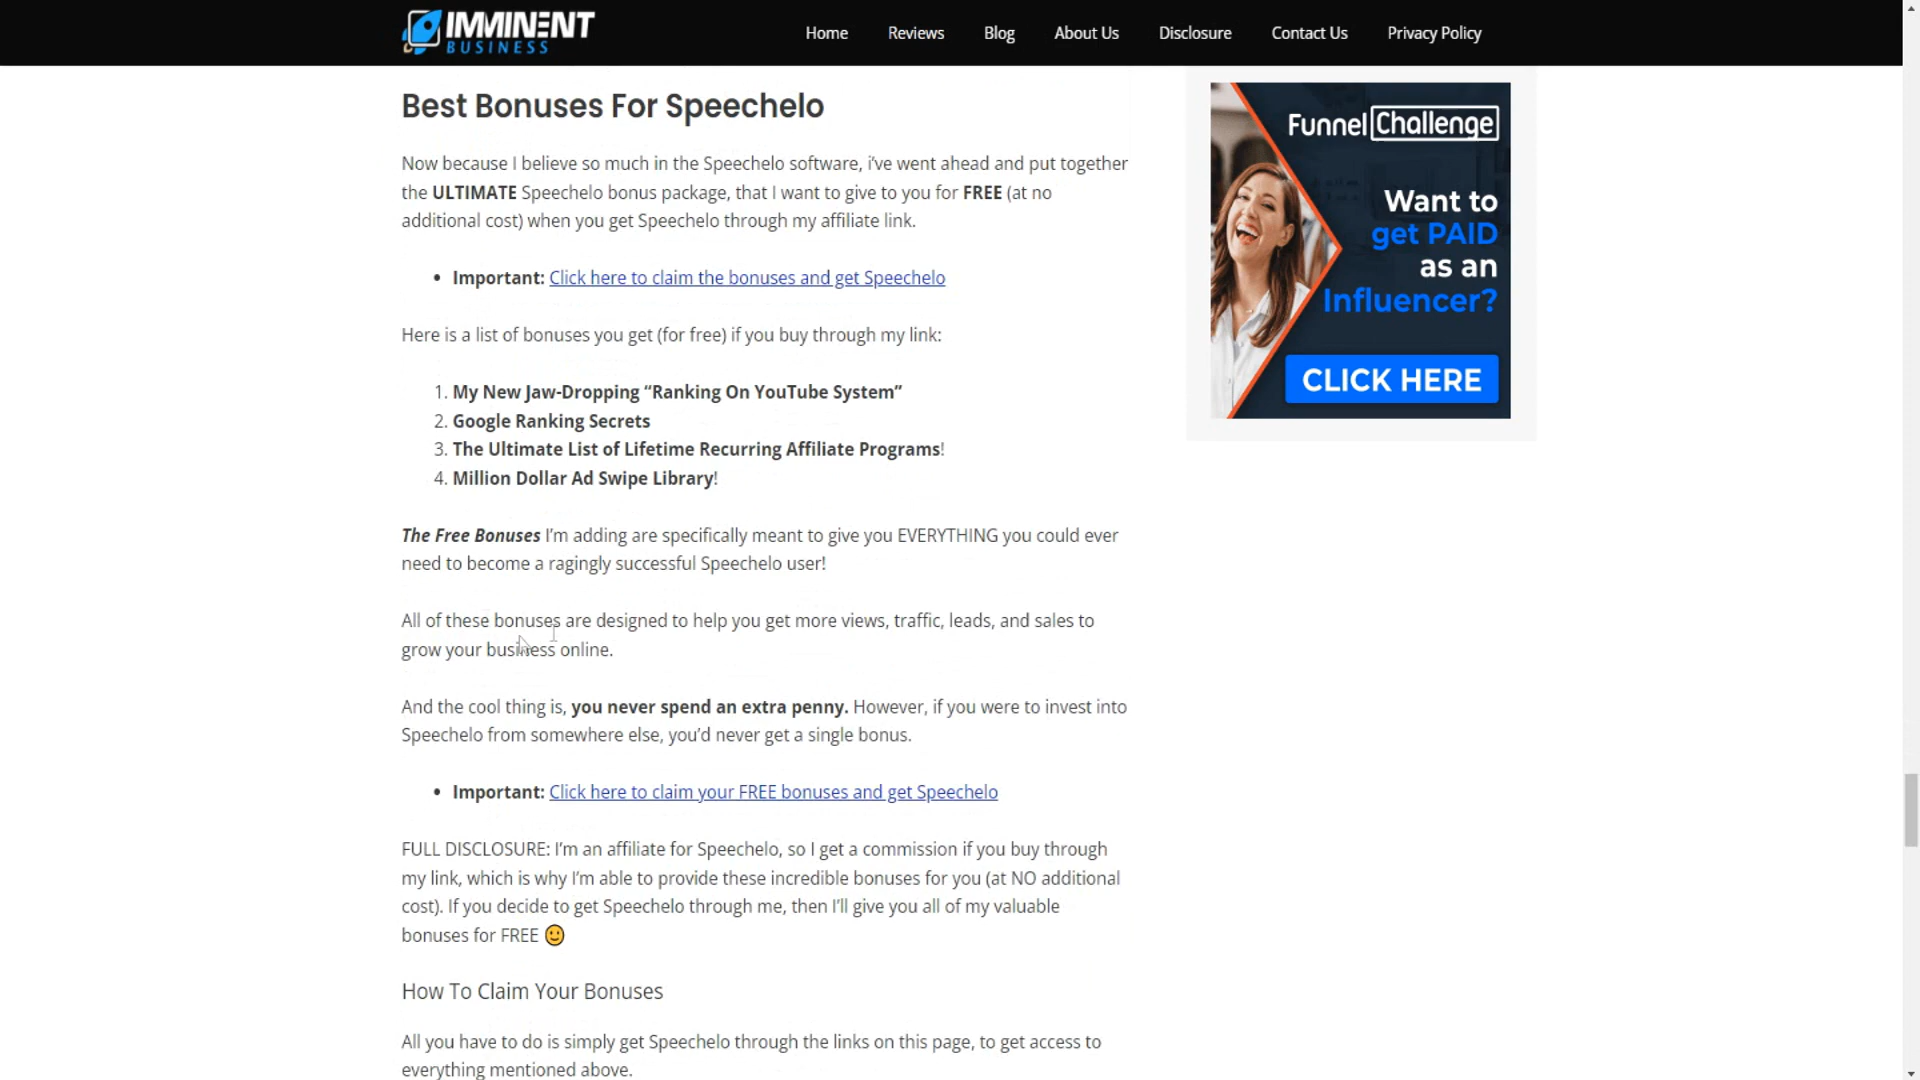 IMMINENT
BUSINESS
Home Reviews Blog About Us Disclosure Contact Us Privacy Policy
Best Bonuses For Speechelo
Now because I believe so much in the Speechelo software, i've went ahead and put together
the ULTIMATE Speechelo bonus package, that I want to give to you for FREE (at no
additional cost) when you get Speechelo through my affiliate link.
• Important: Click here to claim the bonuses and get Speechelo
Here is a list of bonuses you get (for free) if you buy through my link:
1. My New Jaw-Dropping “Ranking On YouTube System”
2. Google Ranking Secrets
3. The Ultimate List of Lifetime Recurring Affiliate Programs!
4. Million Dollar Ad Swipe Library!
The Free Bonuses I’m adding are specifically meant to give you EVERYTHING you could ever
need to become a ragingly successful Speechelo user!
All of these bonuses are designed to help you get more views, traffic, leads, and sales to
grow your business online.
And the cool thing is, you never spend an extra penny. However, if you were to invest into
Speechelo from somewhere else, you’d never get a single bonus.
• Important: Click here to claim your FREE bonuses and get Speechelo
FULL DISCLOSURE: I’m an affiliate for Speechelo, so I get a commission if you buy through
my link, which is why I’m able to provide these incredible bonuses for you (at NO additional
cost). If you decide to get Speechelo through me, then I’ll give you all of my valuable
bonuses for FREE 🙂
How To Claim Your Bonuses
All you have to do is simply get Speechelo through the links on this page, to get access to
everything mentioned above.
Funnel Challenge
Want to
get PAID
as an
Influencer?
CLICK HERE